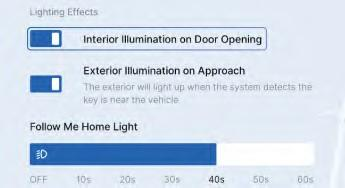 Lighting Effects
Interior Illumination on Door Opening
Exterior Illumination on Approach
The exterior will light up when the system detects the
key is near the vehicle
Follow Me Home Light
OFF 10s 20s 30s 40s 50s 60s